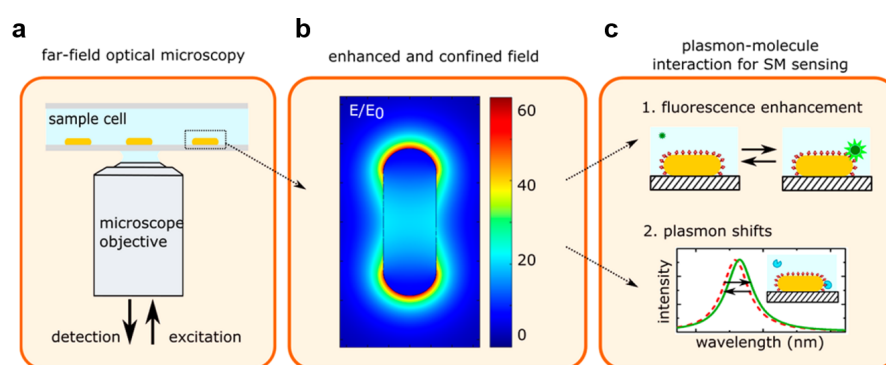 a
far-field optical microscopy
sample cell
microscope
objective
detection
excitation
b
enhanced and confined field
E/E0
60
40
20
0
c
plasmon-molecule
interaction for SM sensing
1. fluorescence enhancement
2. plasmon shifts
intensity
wavelength (nm)